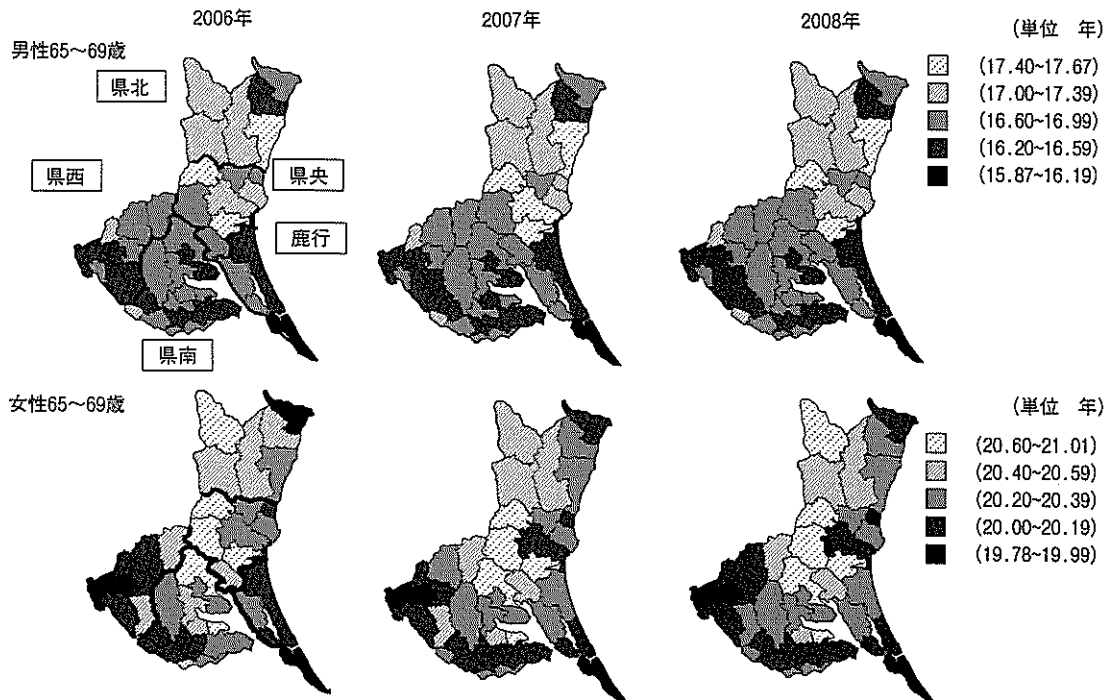 2006年
2007年
2008年
男性65～69歳
県北
県西
県央
鹿行
県南
(単位 年)
(17.40~17.67)
(17.00~17.39)
(16.60~16.99)
(16.20~16.59)
(15.87~16.19)
女性65～69歳
(単位 年)
(20.60~21.01)
(20.40~20.59)
(20.20~20.39)
(20.00~20.19)
(19.78~19.99)